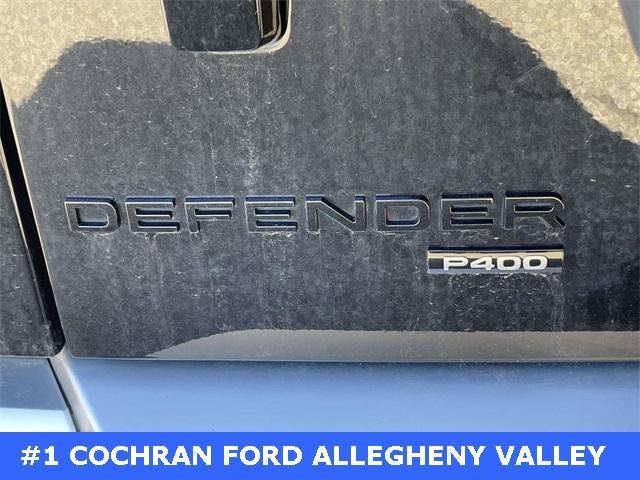 DEFENDER
P400
#1 COCHRAN FORD ALLEGHENY VALLEY